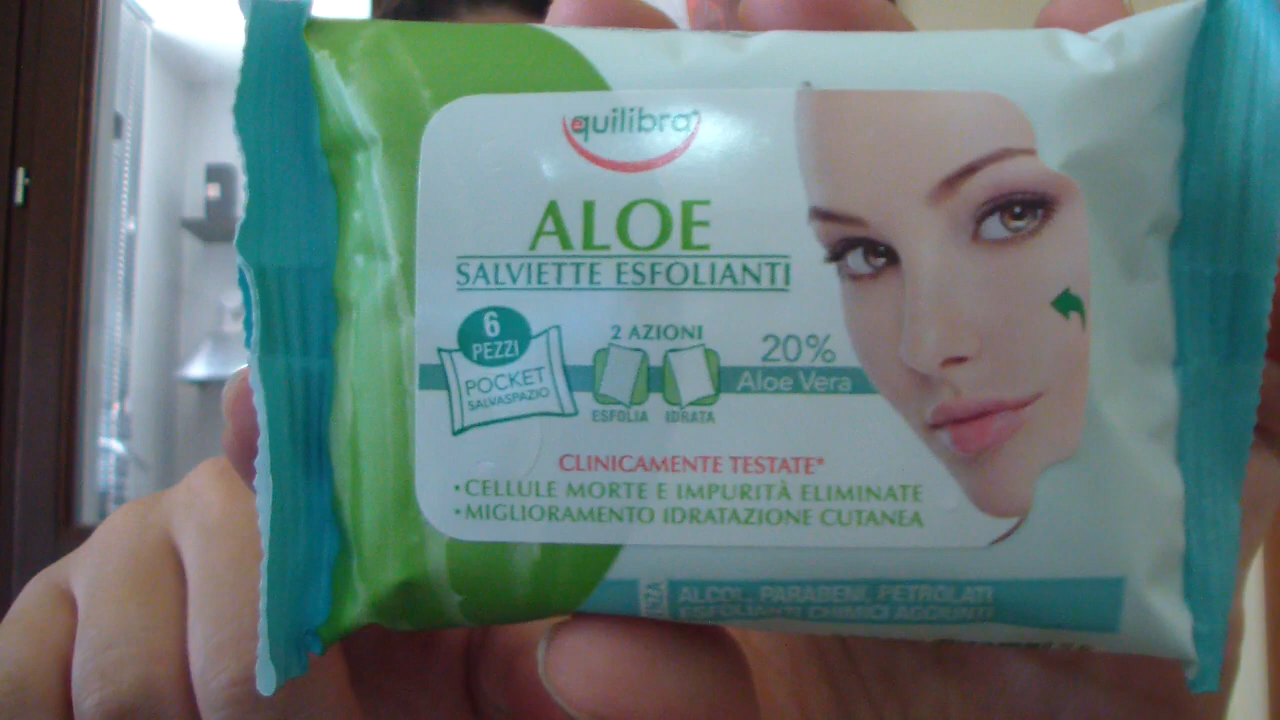 equilibra
ALOE
SALVIETTE ESFOLIANTI
6
PEZZI
POCKET
SALVASPAZIO
2 AZIONI
ESFOLIA IDRATA
20%
Aloe Vera
CLINICAMENTE TESTATE*
• CELLULE MORTE E IMPURITÀ ELIMINATE
• MIGLIORAMENTO IDRATAZIONE CUTANEA
SENZA
ALCOL, PARABENI, PETROLATI
ESFOLIANTI CHIMICI AGGIUNTI